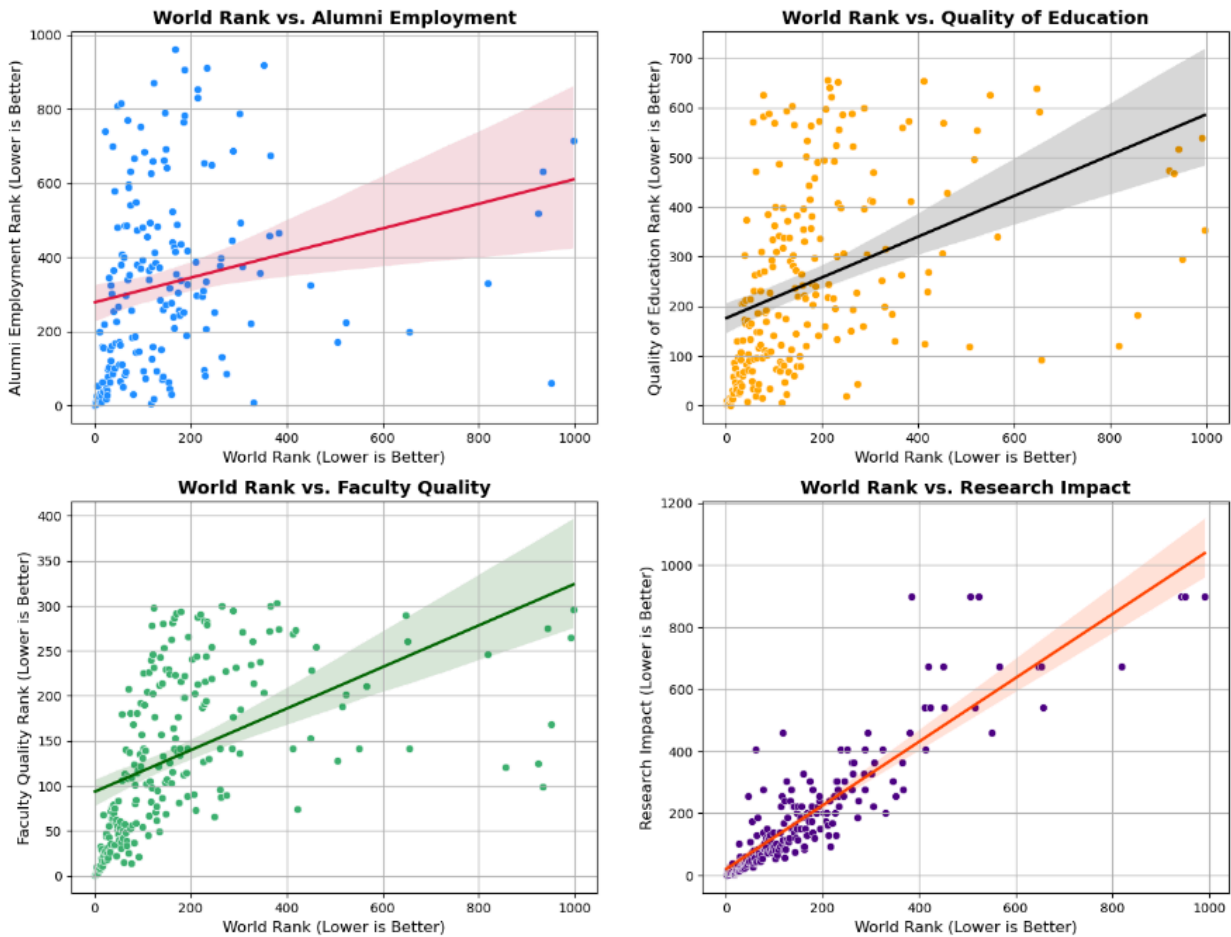 World Rank vs. Alumni Employment
World Rank vs. Quality of Education
Alumni Employment Rank (Lower is Better)
1000
800
600
400
200
0
0 200 400 600 800 1000
World Rank (Lower is Better)
Quality of Education Rank (Lower is Better)
700
600
500
400
300
200
100
0
0 200 400 600 800 1000
World Rank (Lower is Better)
World Rank vs. Faculty Quality
World Rank vs. Research Impact
Faculty Quality Rank (Lower is Better)
400
350
300
250
200
150
100
50
0
0 200 400 600 800 1000
World Rank (Lower is Better)
Research Impact (Lower is Better)
1200
1000
800
600
400
200
0
0 200 400 600 800 1000
World Rank (Lower is Better)